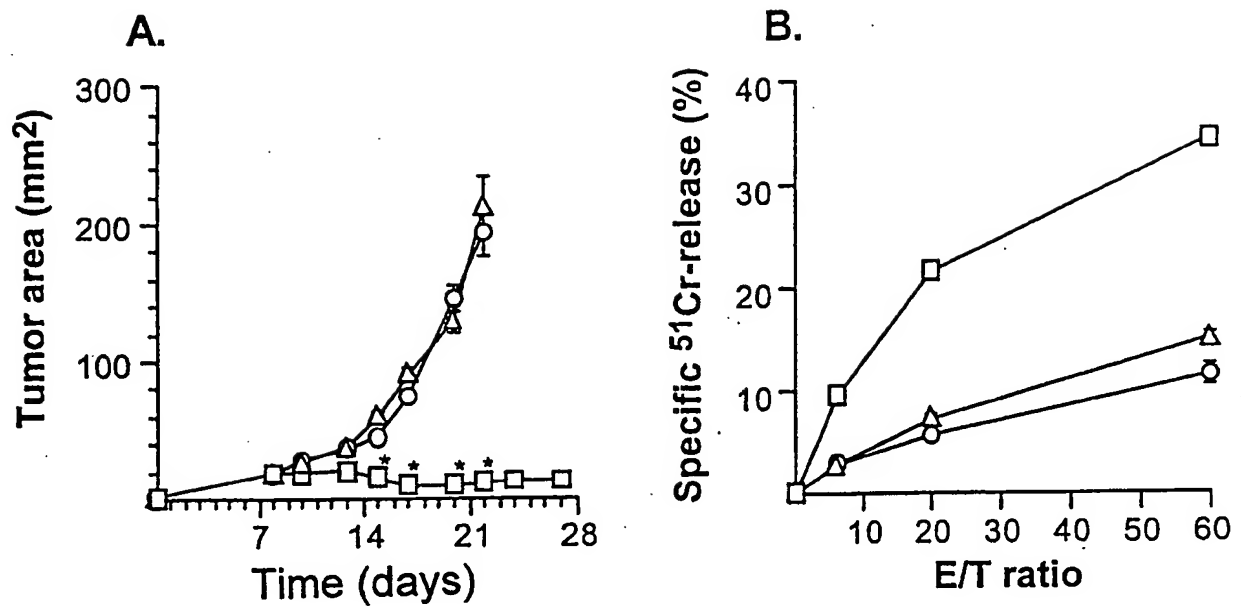 A.
Tumor area (mm²)
300
200
100
* * * *
7 14 21 28
Time (days)
B.
Specific ⁵¹Cr-release (%)
40
30
20
10
10 20 30 40 50 60
E/T ratio